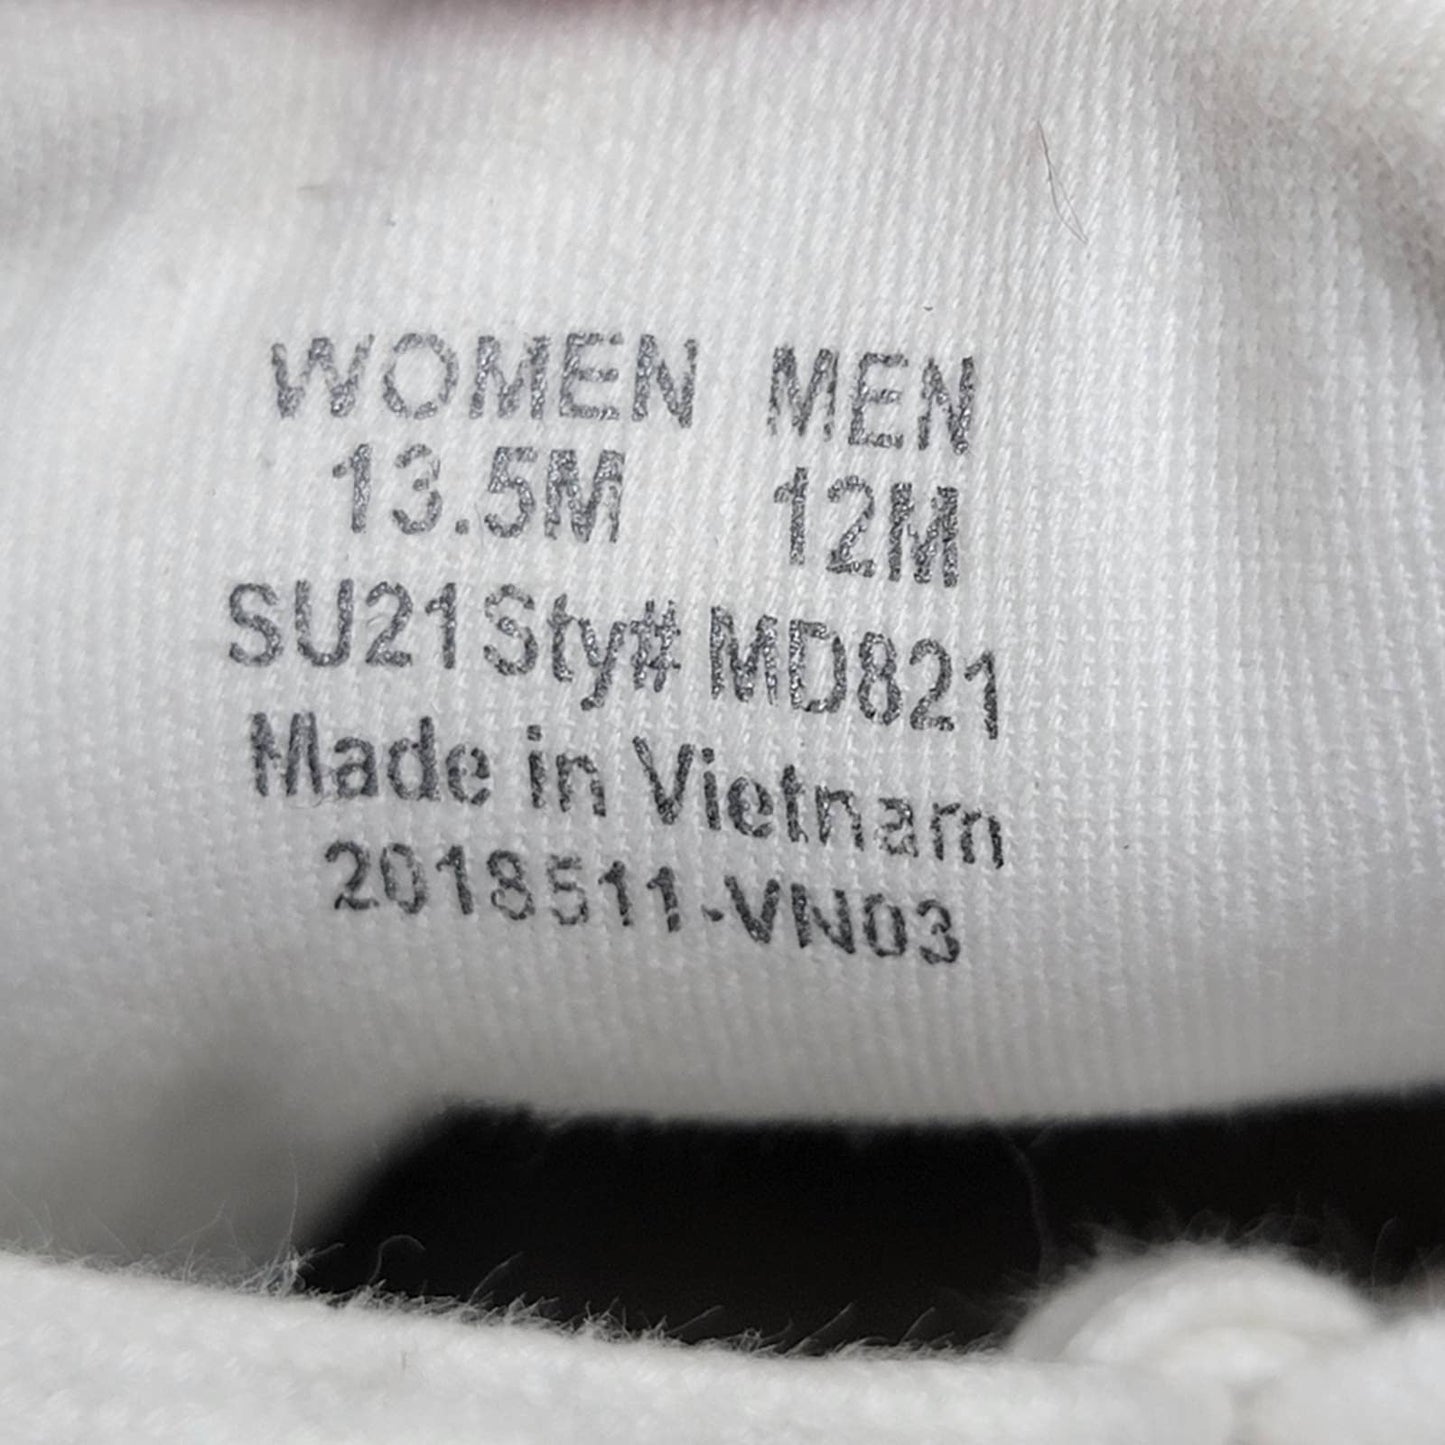 WOMEN MEN
13.5M 12M
SU21 Sty# MD821
Made in Vietnam
2018511-VN03